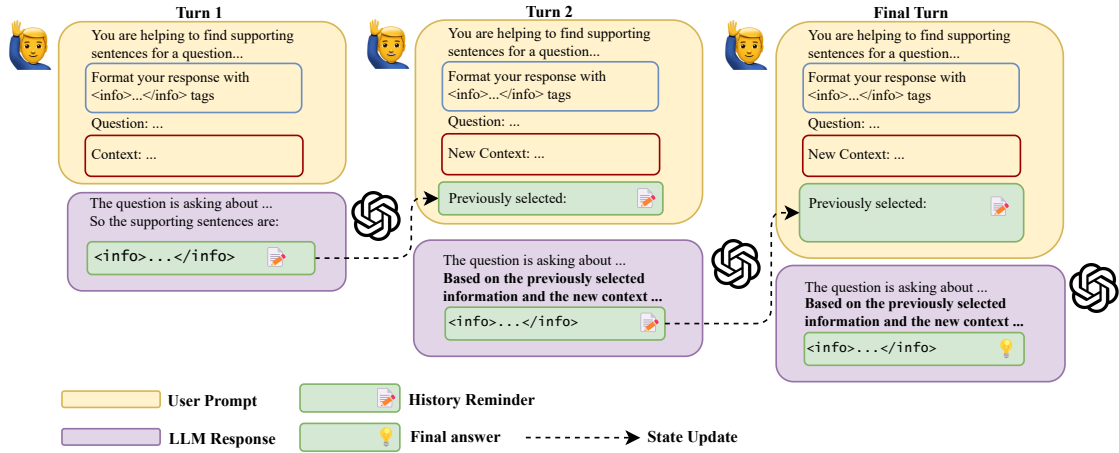 Turn 1
You are helping to find supporting
sentences for a question...
Format your response with
<info>...</info> tags
Question: ...
Context: ...
The question is asking about ...
So the supporting sentences are:
<info>...</info>
Turn 2
You are helping to find supporting
sentences for a question...
Format your response with
<info>...</info> tags
Question: ...
New Context: ...
Previously selected:
The question is asking about ...
Based on the previously selected
information and the new context ...
<info>...</info>
Final Turn
You are helping to find supporting
sentences for a question...
Format your response with
<info>...</info> tags
Question: ...
New Context: ...
Previously selected:
The question is asking about ...
Based on the previously selected
information and the new context ...
<info>...</info>
User Prompt
History Reminder
LLM Response
Final answer
State Update